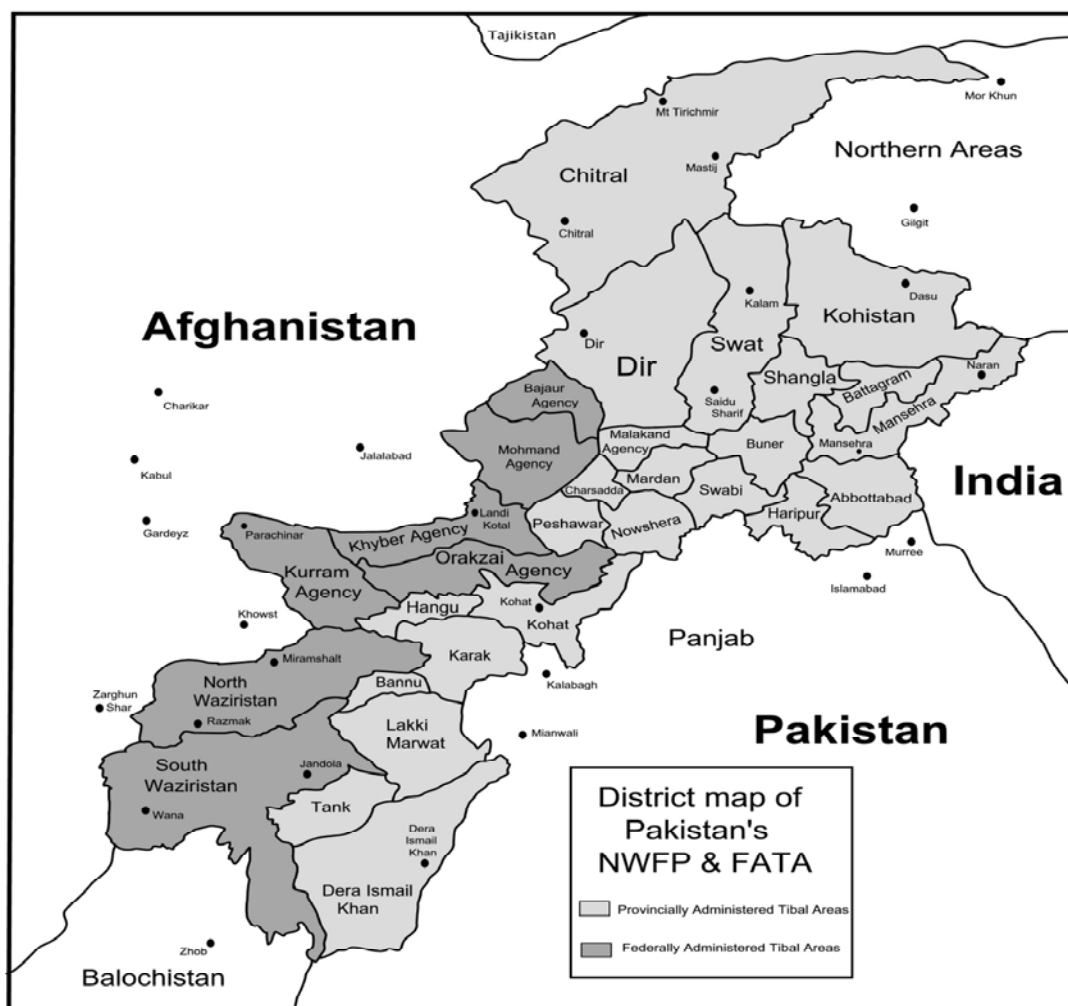 Tajikistan
Mor Khun
Mt Tirichmir
Northern Areas
Mastij
Chitral
Gilgit
Chitral
Dasu
Kalam
Kohistan
Afghanistan
Dir
Swat
Dir
Naran
Shangla
Battagram
Bajaur
Agency
Saidu
Sharif
Mansehra
Charikar
Malakand
Agency
Buner
Mansehra
Mohmand
Agency
Jalalabad
Kabul
Mardan
India
Charsadda
Swabi
Abbottabad
Landi
Kotal
Haripur
Peshawar
Nowshera
Gardeyz
Parachinar
Khyber Agency
Murree
Orakzai
Agency
Kurram
Agency
Islamabad
Hangu
Kohat
Khowst
Kohat
Panjab
Karak
Miramshalt
Kalabagh
Bannu
North
Waziristan
Zarghun
Shar
Razmak
Lakki
Marwat
Mianwali
Pakistan
South
Waziristan
Jandola
Wana
Tank
Dera
Ismail
Khan
Dera Ismail
Khan
Zhob
Balochistan
District map of
Pakistan's
NWFP & FATA
Provincially Administered Tibal Areas
Federally Administered Tibal Areas